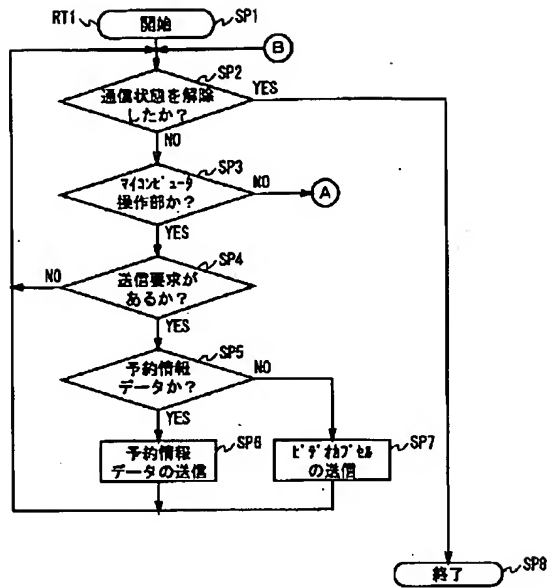 RT1
開始
SP1
B
SP2
通信状態を解除
したか?
YES
NO
SP3
マイコンピュータ
操作部か?
NO
A
YES
SP4
NO
送信要求が
あるか?
YES
SP5
予約情報
データか?
NO
YES
SP6
予約情報
データの送信
SP7
ビデオカプセル
の送信
終了
SP8